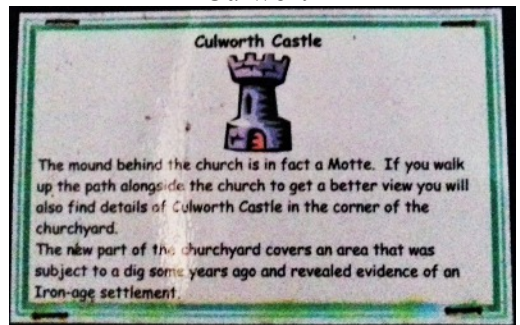 Culworth Castle
The mound behind the church is in fact a Motte. If you walk
up the path alongside the church to get a better view you will
also find details of Culworth Castle in the corner of the
churchyard.
The new part of the churchyard covers an area that was
subject to a dig some years ago and revealed evidence of an
Iron-age settlement.